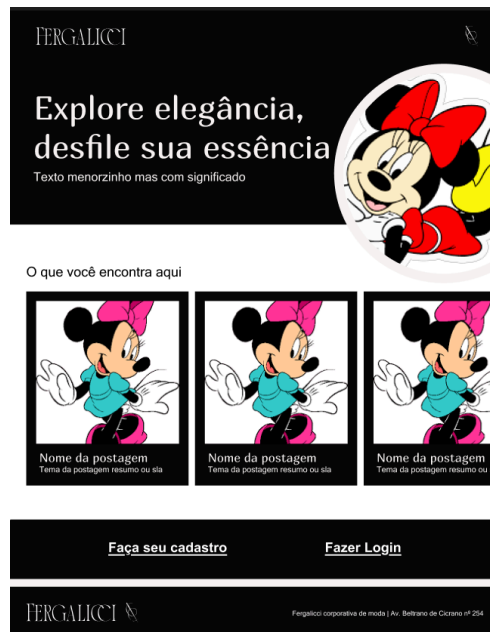 FERGALICCI
Explore elegância,
desfile sua essência
Texto menorzinho mas com significado
O que você encontra aqui
Nome da postagem
Tema da postagem resumo ou sla
Nome da postagem
Tema da postagem resumo ou sla
Nome da postagem
Tema da postagem resumo ou
Faça seu cadastro
Fazer Login
FERGALICCI
Fergalicci corporativa de moda | Av. Beltrano de Cicrano nº 254